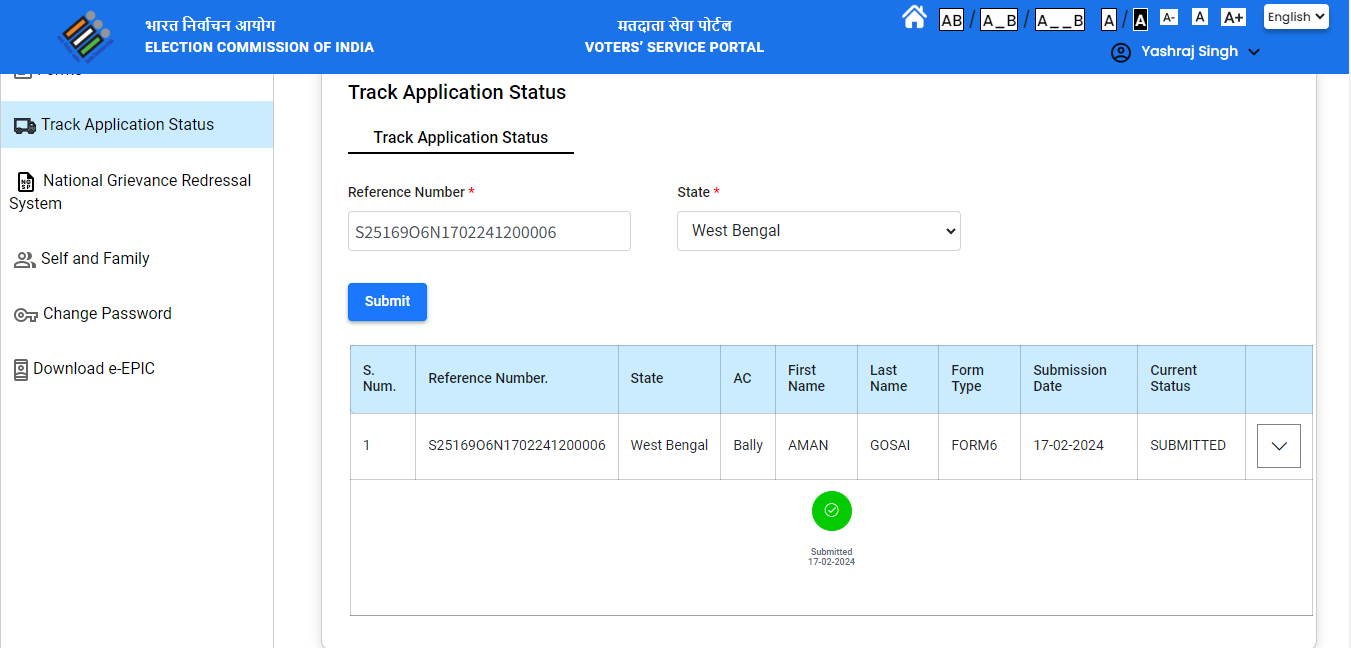 भारत निर्वाचन आयोग
ELECTION COMMISSION OF INDIA
मतदाता सेवा पोर्टल
VOTERS' SERVICE PORTAL
AB / A_B / A__B A / A A- A A+ English
Yashraj Singh
Forms
Track Application Status
National Grievance Redressal
System
Self and Family
Change Password
Download e-EPIC
Track Application Status
Track Application Status
Reference Number * State *
S25169O6N1702241200006 West Bengal
Submit
S. Num. Reference Number. State AC First Name Last Name Form Type Submission Date Current Status
1 S25169O6N1702241200006 West Bengal Bally AMAN GOSAI FORM6 17-02-2024 SUBMITTED
Submitted
17-02-2024